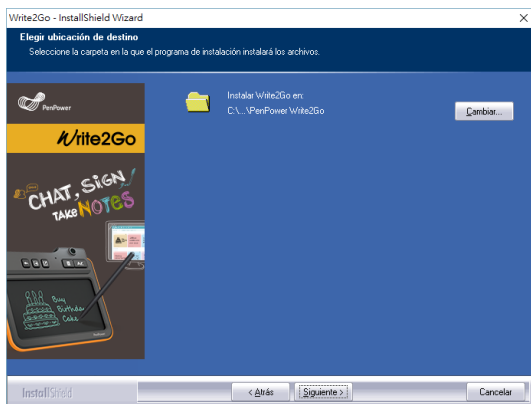 Write2Go - InstallShield Wizard
Elegir ubicación de destino
Seleccione la carpeta en la que el programa de instalación instalará los archivos.
PenPower
Write2Go
CHAT, SIGN
TAKE NOTES
Buy
Birthday
Cake
Instalar Write2Go en:
C:\...\PenPower Write2Go
Cambiar...
InstallShield
< Atrás
Siguiente >
Cancelar